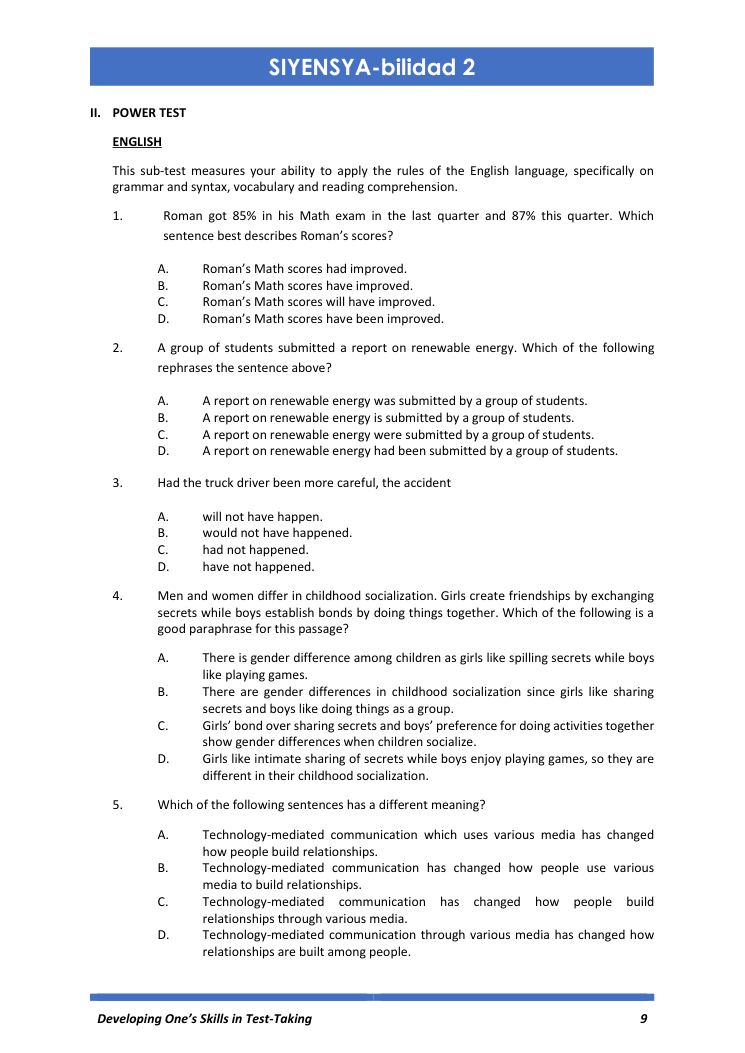 SIYENSYA-bilidad 2
II. POWER TEST
ENGLISH
This sub-test measures your ability to apply the rules of the English language, specifically on
grammar and syntax, vocabulary and reading comprehension.
1. Roman got 85% in his Math exam in the last quarter and 87% this quarter. Which
sentence best describes Roman’s scores?
A. Roman’s Math scores had improved.
B. Roman’s Math scores have improved.
C. Roman’s Math scores will have improved.
D. Roman’s Math scores have been improved.
2. A group of students submitted a report on renewable energy. Which of the following
rephrases the sentence above?
A. A report on renewable energy was submitted by a group of students.
B. A report on renewable energy is submitted by a group of students.
C. A report on renewable energy were submitted by a group of students.
D. A report on renewable energy had been submitted by a group of students.
3. Had the truck driver been more careful, the accident
A. will not have happen.
B. would not have happened.
C. had not happened.
D. have not happened.
4. Men and women differ in childhood socialization. Girls create friendships by exchanging
secrets while boys establish bonds by doing things together. Which of the following is a
good paraphrase for this passage?
A. There is gender difference among children as girls like spilling secrets while boys
like playing games.
B. There are gender differences in childhood socialization since girls like sharing
secrets and boys like doing things as a group.
C. Girls’ bond over sharing secrets and boys’ preference for doing activities together
show gender differences when children socialize.
D. Girls like intimate sharing of secrets while boys enjoy playing games, so they are
different in their childhood socialization.
5. Which of the following sentences has a different meaning?
A. Technology-mediated communication which uses various media has changed
how people build relationships.
B. Technology-mediated communication has changed how people use various
media to build relationships.
C. Technology-mediated communication has changed how people build
relationships through various media.
D. Technology-mediated communication through various media has changed how
relationships are built among people.
Developing One’s Skills in Test-Taking 9